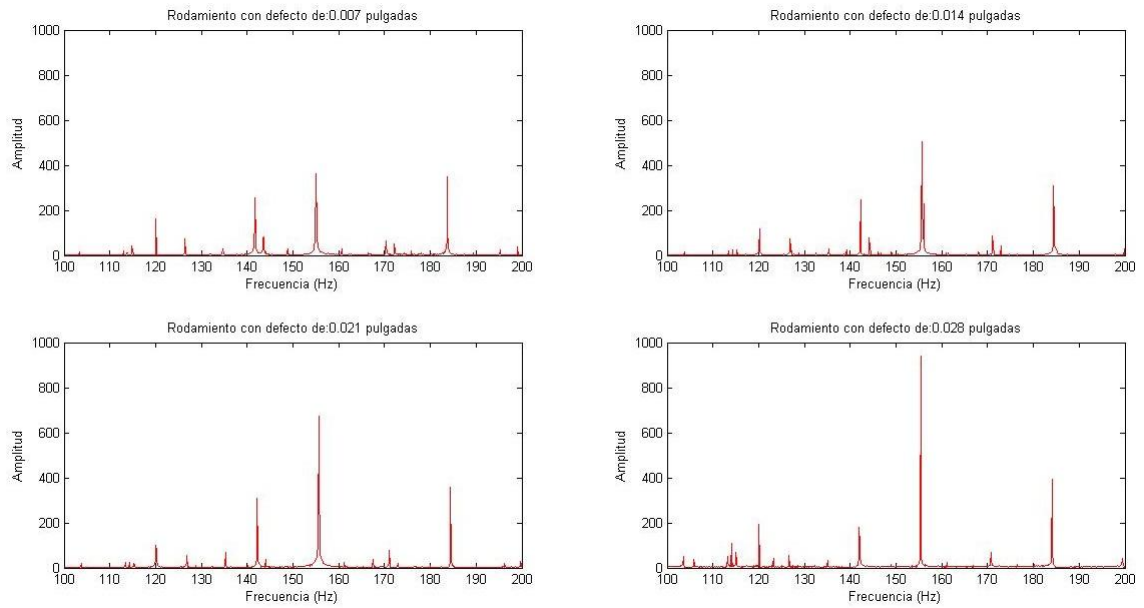 Rodamiento con defecto de:0.007 pulgadas
1000
800
600
400
200
0
Amplitud
100 110 120 130 140 150 160 170 180 190 200
Frecuencia (Hz)
Rodamiento con defecto de:0.014 pulgadas
1000
800
600
400
200
0
Amplitud
100 110 120 130 140 150 160 170 180 190 200
Frecuencia (Hz)
Rodamiento con defecto de:0.021 pulgadas
1000
800
600
400
200
0
Amplitud
100 110 120 130 140 150 160 170 180 190 200
Frecuencia (Hz)
Rodamiento con defecto de:0.028 pulgadas
1000
800
600
400
200
0
Amplitud
100 110 120 130 140 150 160 170 180 190 200
Frecuencia (Hz)